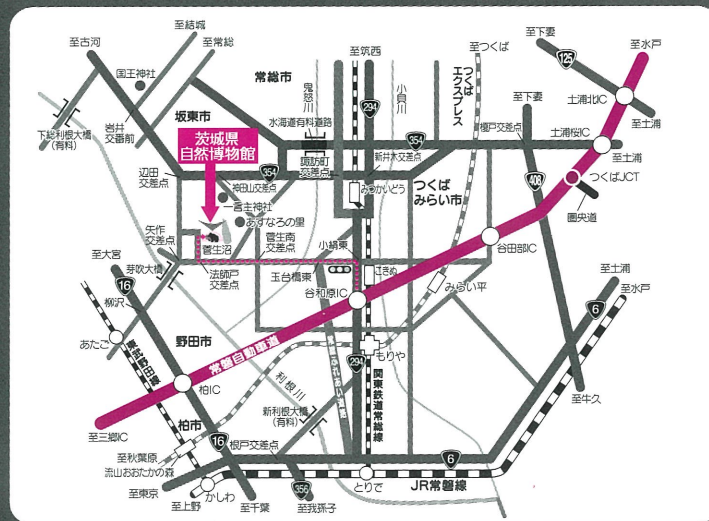 至結城
至古河
至常総
国王神社
至筑西
至つくば
至下妻
125
至水戸
常総市
鬼怒川
294
小貝川
つくば
エクスプレス
至下妻
土浦北IC
坂東市
水海道有料道路
下総利根大橋
(有料)
岩井
交番前
茨城県
自然博物館
354
榎戸交差点
土浦桜IC
至土浦
諏訪町
交差点
新井木交差点
至土浦
辺田
交差点
354
神田山交差点
みつかいどう
つくば
みらい市
408
つくばJCT
一言主神社
圏央道
あすなろの里
矢作
交差点
菅生沼
菅生南
交差点
小絹東
谷田部IC
至大宮
芽吹大橋
法師戸
交差点
玉台橋東
こきぬ
至土浦
16
谷和原IC
みらい平
至水戸
柳沢
6
野田市
あたご
東武野田線
常磐自動車道
もりや
294
関東鉄道常総線
柏IC
利根川
至牛久
新利根大橋
(有料)
至三郷IC
柏市
16
至秋葉原
根戸交差点
流山おおたかの森
6
至東京
かしわ
356
とりで
JR常磐線
至上野
至千葉
至我孫子